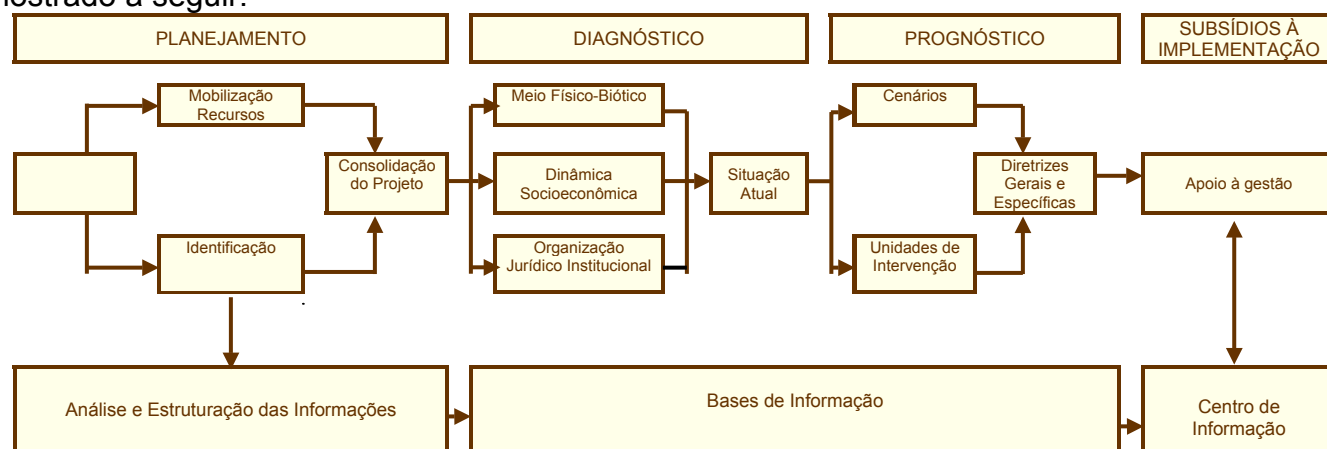 mostrado a seguir:
PLANEJAMENTO
DIAGNÓSTICO
PROGNÓSTICO
SUBSÍDIOS À
IMPLEMENTAÇÃO
Mobilização
Recursos
Meio Físico-Biótico
Cenários
Consolidação
do Projeto
Dinâmica
Socioeconômica
Situação
Atual
Diretrizes
Gerais e
Específicas
Apoio à gestão
Identificação
Organização
Jurídico Institucional
Unidades de
Intervenção
Análise e Estruturação das Informações
Bases de Informação
Centro de
Informação